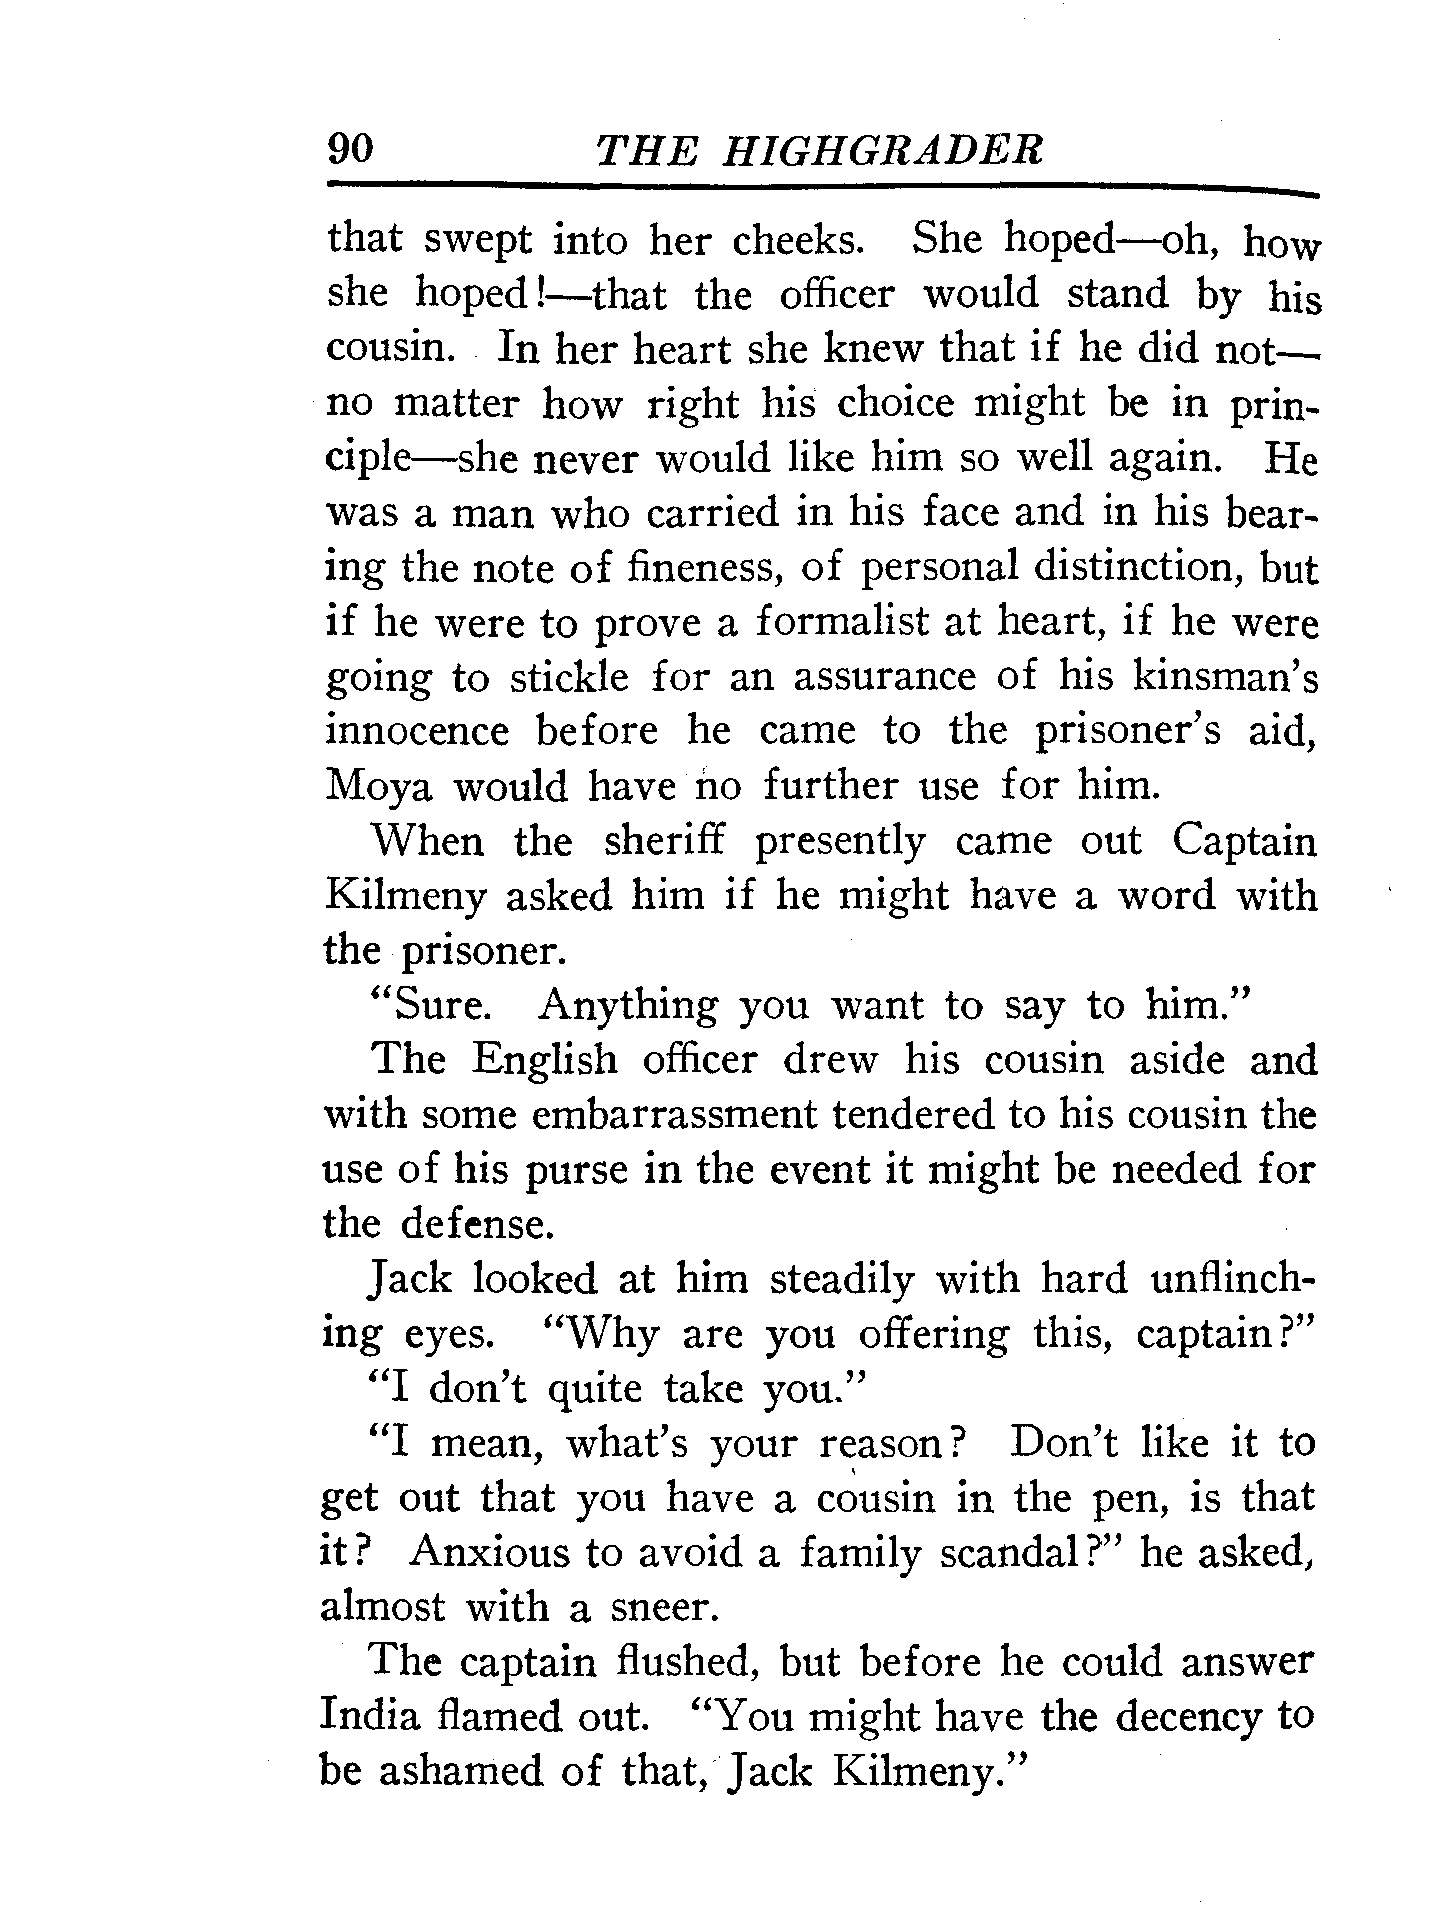 90 THE HIGHGRADER
that swept into her cheeks. She hoped—oh, how
she hoped!—that the officer would stand by his
cousin. In her heart she knew that if he did not—
no matter how right his choice might be in prin-
ciple—she never would like him so well again. He
was a man who carried in his face and in his bear-
ing the note of fineness, of personal distinction, but
if he were to prove a formalist at heart, if he were
going to stickle for an assurance of his kinsman's
innocence before he came to the prisoner's aid,
Moya would have no further use for him.
When the sheriff presently came out Captain
Kilmeny asked him if he might have a word with
the prisoner.
"Sure. Anything you want to say to him."
The English officer drew his cousin aside and
with some embarrassment tendered to his cousin the
use of his purse in the event it might be needed for
the defense.
Jack looked at him steadily with hard unflinch-
ing eyes. "Why are you offering this, captain?"
"I don't quite take you."
"I mean, what's your reason? Don't like it to
get out that you have a cousin in the pen, is that
it? Anxious to avoid a family scandal?" he asked,
almost with a sneer.
The captain flushed, but before he could answer
India flamed out. "You might have the decency to
be ashamed of that, Jack Kilmeny."